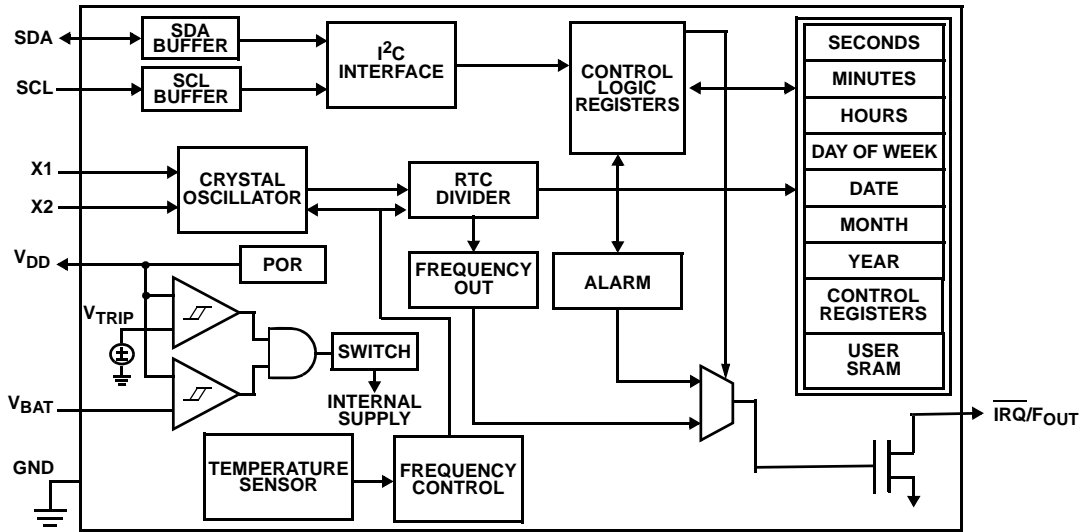 SDA
SDA
BUFFER
SCL
SCL
BUFFER
I²C
INTERFACE
CONTROL
LOGIC
REGISTERS
SECONDS
MINUTES
HOURS
DAY OF WEEK
DATE
MONTH
YEAR
CONTROL
REGISTERS
USER
SRAM
X1
X2
CRYSTAL
OSCILLATOR
RTC
DIVIDER
VDD
POR
FREQUENCY
OUT
ALARM
VTRIP
SWITCH
INTERNAL
SUPPLY
VBAT
GND
TEMPERATURE
SENSOR
FREQUENCY
CONTROL
IRQ/FOUT